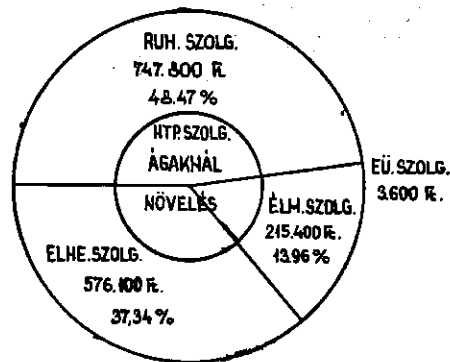 RUH. SZOLG.
747.800 Ft.
48.47 %
HTP. SZOLG.
ÁGAKNÁL
NÖVELÉS
EÜ. SZOLG.
3.600 Ft.
ÉLM. SZOLG.
215.400 Ft.
13.96 %
ELHE. SZOLG.
576.100 Ft.
37,34 %